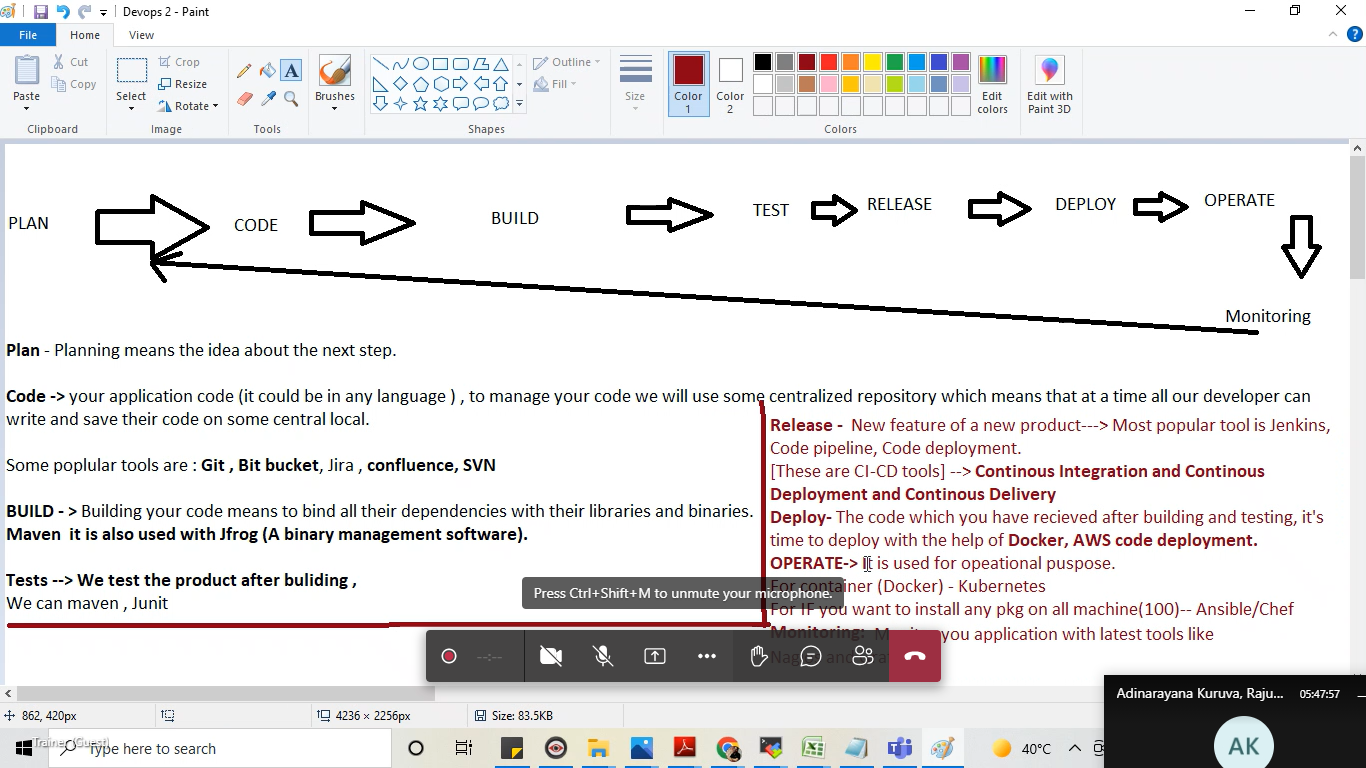 Devops 2 - Paint
File Home View
Paste
Cut
Copy
Clipboard
Select
Crop
Resize
Rotate
Image
A
Tools
Brushes
Outline
Fill
Shapes
Size
Color 1
Color 2
Edit colors
Colors
Edit with Paint 3D
PLAN CODE BUILD TEST RELEASE DEPLOY OPERATE
Monitoring
Plan - Planning means the idea about the next step.
Code -> your application code (it could be in any language ) , to manage your code we will use some centralized repository which means that at a time all our developer can
write and save their code on some central local.
Some poplular tools are : Git , Bit bucket, Jira , confluence, SVN
BUILD - > Building your code means to bind all their dependencies with their libraries and binaries.
Maven it is also used with Jfrog (A binary management software).
Tests --> We test the product after buliding ,
We can maven , Junit
Release - New feature of a new product---> Most popular tool is Jenkins,
Code pipeline, Code deployment.
[These are CI-CD tools] --> Continous Integration and Continous
Deployment and Continous Delivery
Deploy- The code which you have recieved after building and testing, it's
time to deploy with the help of Docker, AWS code deployment.
OPERATE-> it is used for opeational puspose.
For container (Docker) - Kubernetes
For IF you want to install any pkg on all machine(100)-- Ansible/Chef
Monitoring: you application with latest tools like
Press Ctrl+Shift+M to unmute your microphone.
--:--
862, 420px
4236 × 2256px
Size: 83.5KB
Adinarayana Kuruva, Raju... 05:47:57
AK
Trainer (Guest)
Type here to search
40°C